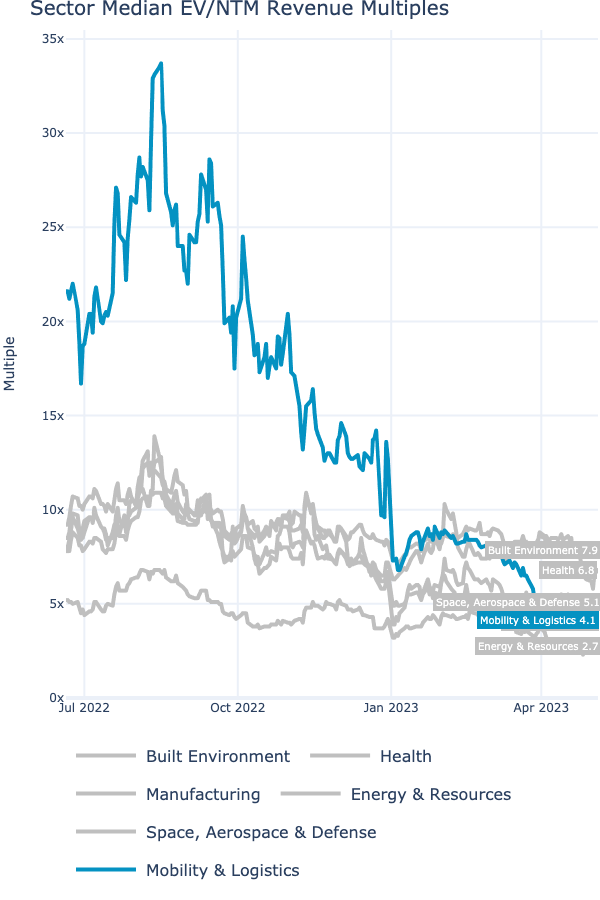 Sector Median EV/NTM Revenue Multiples
35x
30x
25x
20x
15x
10x
5x
0x
Multiple
Built Environment 7.9
Health 6.8
Space, Aerospace & Defense 5.1
Mobility & Logistics 4.1
Energy & Resources 2.7
Jul 2022 Oct 2022 Jan 2023 Apr 2023
Built Environment Health
Manufacturing Energy & Resources
Space, Aerospace & Defense
Mobility & Logistics